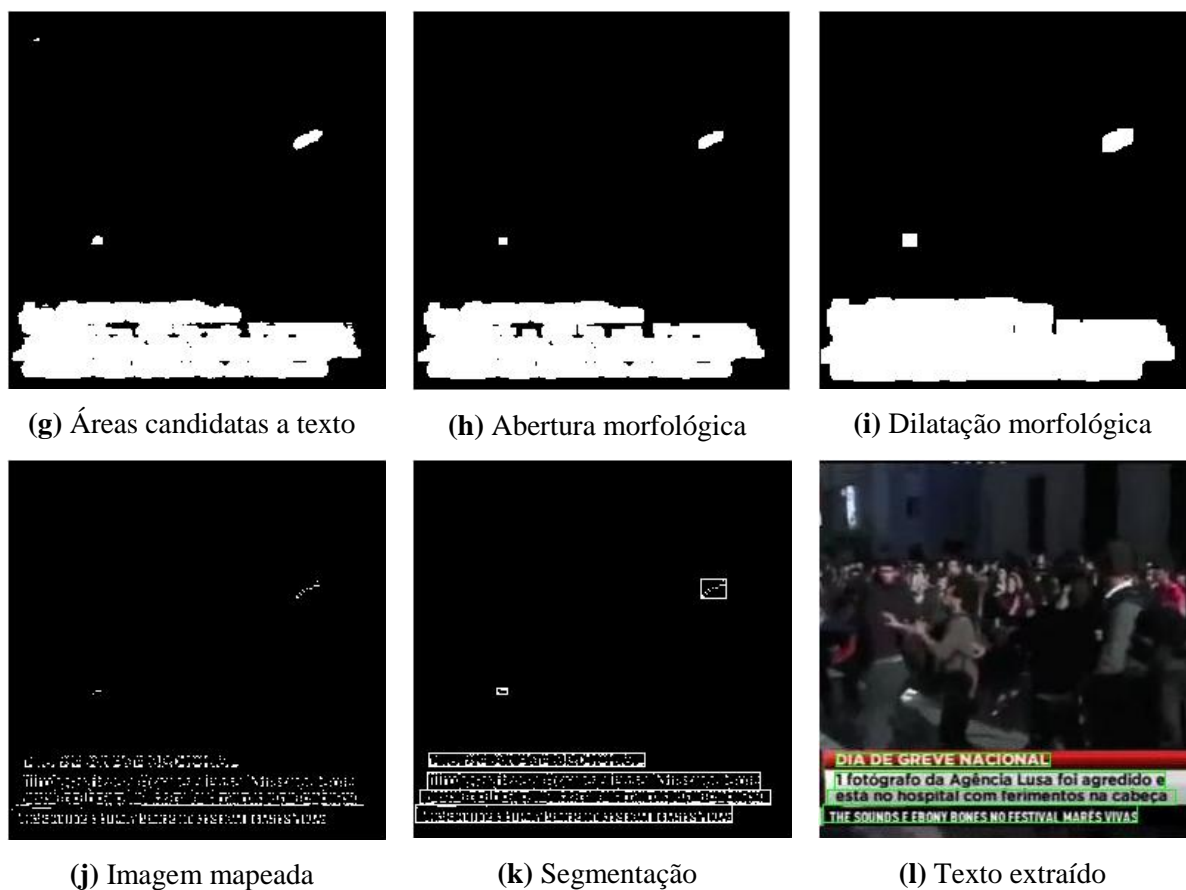 (g) Áreas candidatas a texto
(h) Abertura morfológica
(i) Dilatação morfológica
DIA DE GREVE NACIONAL
1 fotógrafo da Agência Lusa foi agredido e
está no hospital com ferimentos na cabeça
THE SOUNDS E EBONY BONES NO FESTIVAL MARÉS VIVAS
(j) Imagem mapeada
(k) Segmentação
(l) Texto extraído